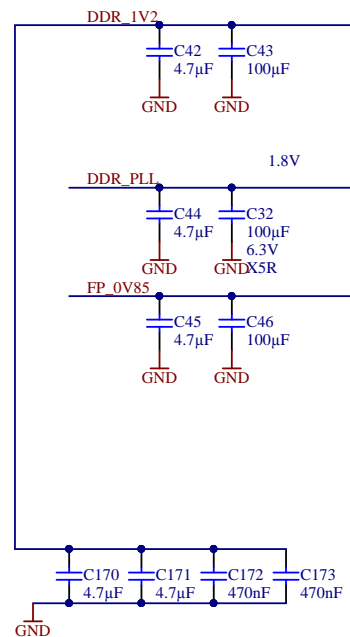 DDR_1V2
C42
4.7µF
C43
100µF
GND
GND
1.8V
DDR_PLL
C44
4.7µF
C32
100µF
6.3V
X5R
GND
GND
FP_0V85
C45
4.7µF
C46
100µF
GND
GND
C170
4.7µF
C171
4.7µF
C172
470nF
C173
470nF
GND